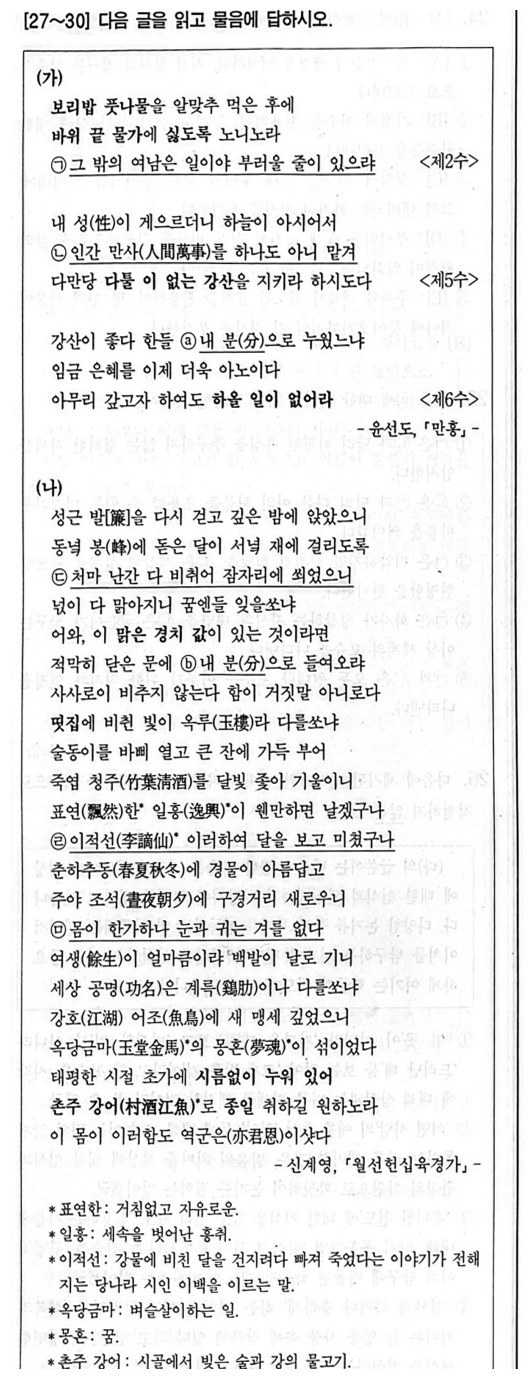 [27~30] 다음 글을 읽고 물음에 답하시오.
(가)
보리밥 풋나물을 알맞추 먹은 후에
바위 끝 물가에 싫도록 노니노라
㉠그 밖의 여남은 일이야 부러울 줄이 있으랴 <제2수>
내 성(性)이 게으르더니 하늘이 아시어서
㉡인간 만사(人間萬事)를 하나도 아니 맡겨
다만당 다툴 이 없는 강산을 지키라 하시도다 <제5수>
강산이 좋다 한들 ⓐ내 분(分)으로 누웠느냐
임금 은혜를 이제 더욱 아노이다
아무리 갚고자 하여도 하올 일이 없어라 <제6수>
- 윤선도, 「만흥」 -
(나)
성근 발[簾]을 다시 걷고 깊은 밤에 앉았으니
동녘 봉(峰)에 돋은 달이 서녘 재에 걸리도록
㉢처마 난간 다 비취어 잠자리에 쬐었으니
넋이 다 맑아지니 꿈엔들 잊을쏘냐
어와, 이 맑은 경치 값이 있는 것이라면
적막히 닫은 문에 ⓑ내 분(分)으로 들여오랴
사사로이 비추지 않는다 함이 거짓말 아니로다
띳집에 비췬 빛이 옥루(玉樓)라 다를쏘냐
술동이를 바삐 열고 큰 잔에 가득 부어
죽엽 청주(竹葉淸酒)를 달빛 좇아 기울이니
표연(飄然)한* 일흥(逸興)*이 웬만하면 날겠구나
㉣이적선(李謫仙)* 이러하여 달을 보고 미쳤구나
춘하추동(春夏秋冬)에 경물이 아름답고
주야 조석(晝夜朝夕)에 구경거리 새로우니
㉤몸이 한가하나 눈과 귀는 겨를 없다
여생(餘生)이 얼마큼이랴 백발이 날로 기니
세상 공명(功名)은 계륵(鷄肋)이나 다를쏘냐
강호(江湖) 어조(魚鳥)에 새 맹세 깊었으니
옥당금마(玉堂金馬)*의 몽혼(夢魂)*이 섞이었다
태평한 시절 초가에 시름없이 누워 있어
촌주 강어(村酒江魚)*로 종일 취하길 원하노라
이 몸이 이러함도 역군은(亦君恩)이샷다
- 신계영, 「월선헌십육경가」 -
* 표연한: 거침없고 자유로운.
* 일흥: 세속을 벗어난 흥취.
* 이적선: 강물에 비친 달을 건지려다 빠져 죽었다는 이야기가 전해
지는 당나라 시인 이백을 이르는 말.
* 옥당금마: 벼슬살이하는 일.
* 몽혼: 꿈.
* 촌주 강어: 시골에서 빚은 술과 강의 물고기.